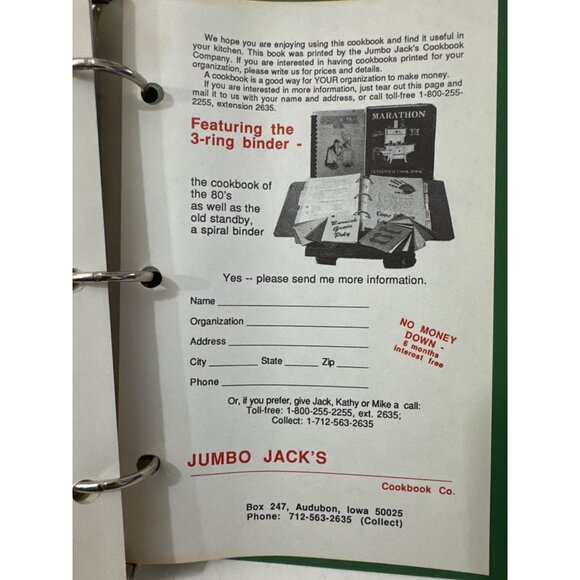 We hope you are enjoying using this cookbook and find it useful in
your kitchen. This book was printed by the Jumbo Jack's Cookbook
Company. If you are interested in having cookbooks printed for your
organization, please write us for prices and details.
A cookbook is a good way for YOUR organization to make money.
If you are interested in more information, just tear out this page and
mail it to us with your name and address, or call toll-free 1-800-255-
2255, extension 2635.
Featuring the
3-ring binder -
MARATHON
CENTENNIAL COOK BOOK
the cookbook of
the 80's
as well as the
old standby,
a spiral binder
Yes -- please send me more information.
Name
Organization
Address
City State Zip
Phone
NO MONEY
DOWN -
6 months
interest free
Or, if you prefer, give Jack, Kathy or Mike a call:
Toll-free: 1-800-255-2255, ext. 2635;
Collect: 1-712-563-2635
JUMBO JACK'S
Cookbook Co.
Box 247, Audubon, Iowa 50025
Phone: 712-563-2635 (Collect)